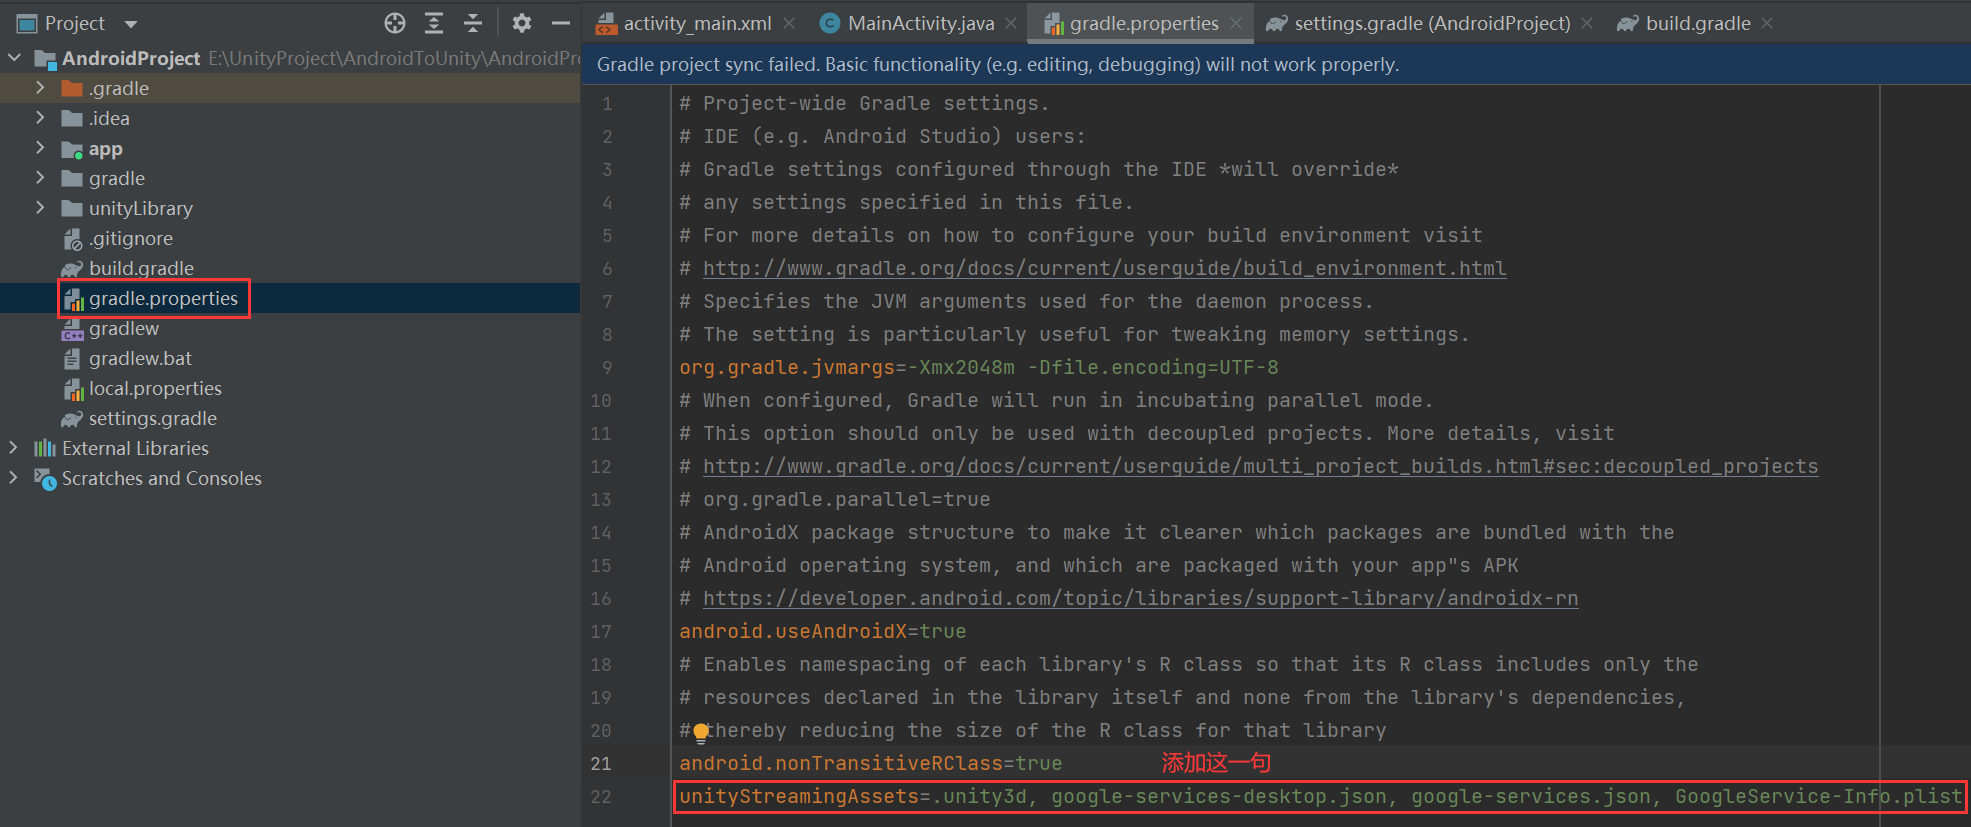 Project
AndroidProject E:\UnityProject\AndroidToUnity\AndroidPr
.gradle
.idea
app
gradle
unityLibrary
.gitignore
build.gradle
gradle.properties
gradlew
gradlew.bat
local.properties
settings.gradle
External Libraries
Scratches and Consoles
activity_main.xml MainActivity.java gradle.properties settings.gradle (AndroidProject) build.gradle
Gradle project sync failed. Basic functionality (e.g. editing, debugging) will not work properly.
1 # Project-wide Gradle settings.
2 # IDE (e.g. Android Studio) users:
3 # Gradle settings configured through the IDE *will override*
4 # any settings specified in this file.
5 # For more details on how to configure your build environment visit
6 # http://www.gradle.org/docs/current/userguide/build_environment.html
7 # Specifies the JVM arguments used for the daemon process.
8 # The setting is particularly useful for tweaking memory settings.
9 org.gradle.jvmargs=-Xmx2048m -Dfile.encoding=UTF-8
10 # When configured, Gradle will run in incubating parallel mode.
11 # This option should only be used with decoupled projects. More details, visit
12 # http://www.gradle.org/docs/current/userguide/multi_project_builds.html#sec:decoupled_projects
13 # org.gradle.parallel=true
14 # AndroidX package structure to make it clearer which packages are bundled with the
15 # Android operating system, and which are packaged with your app"s APK
16 # https://developer.android.com/topic/libraries/support-library/androidx-rn
17 android.useAndroidX=true
18 # Enables namespacing of each library's R class so that its R class includes only the
19 # resources declared in the library itself and none from the library's dependencies,
20 # thereby reducing the size of the R class for that library
21 android.nonTransitiveRClass=true 添加这一句
22 unityStreamingAssets=.unity3d, google-services-desktop.json, google-services.json, GoogleService-Info.plist